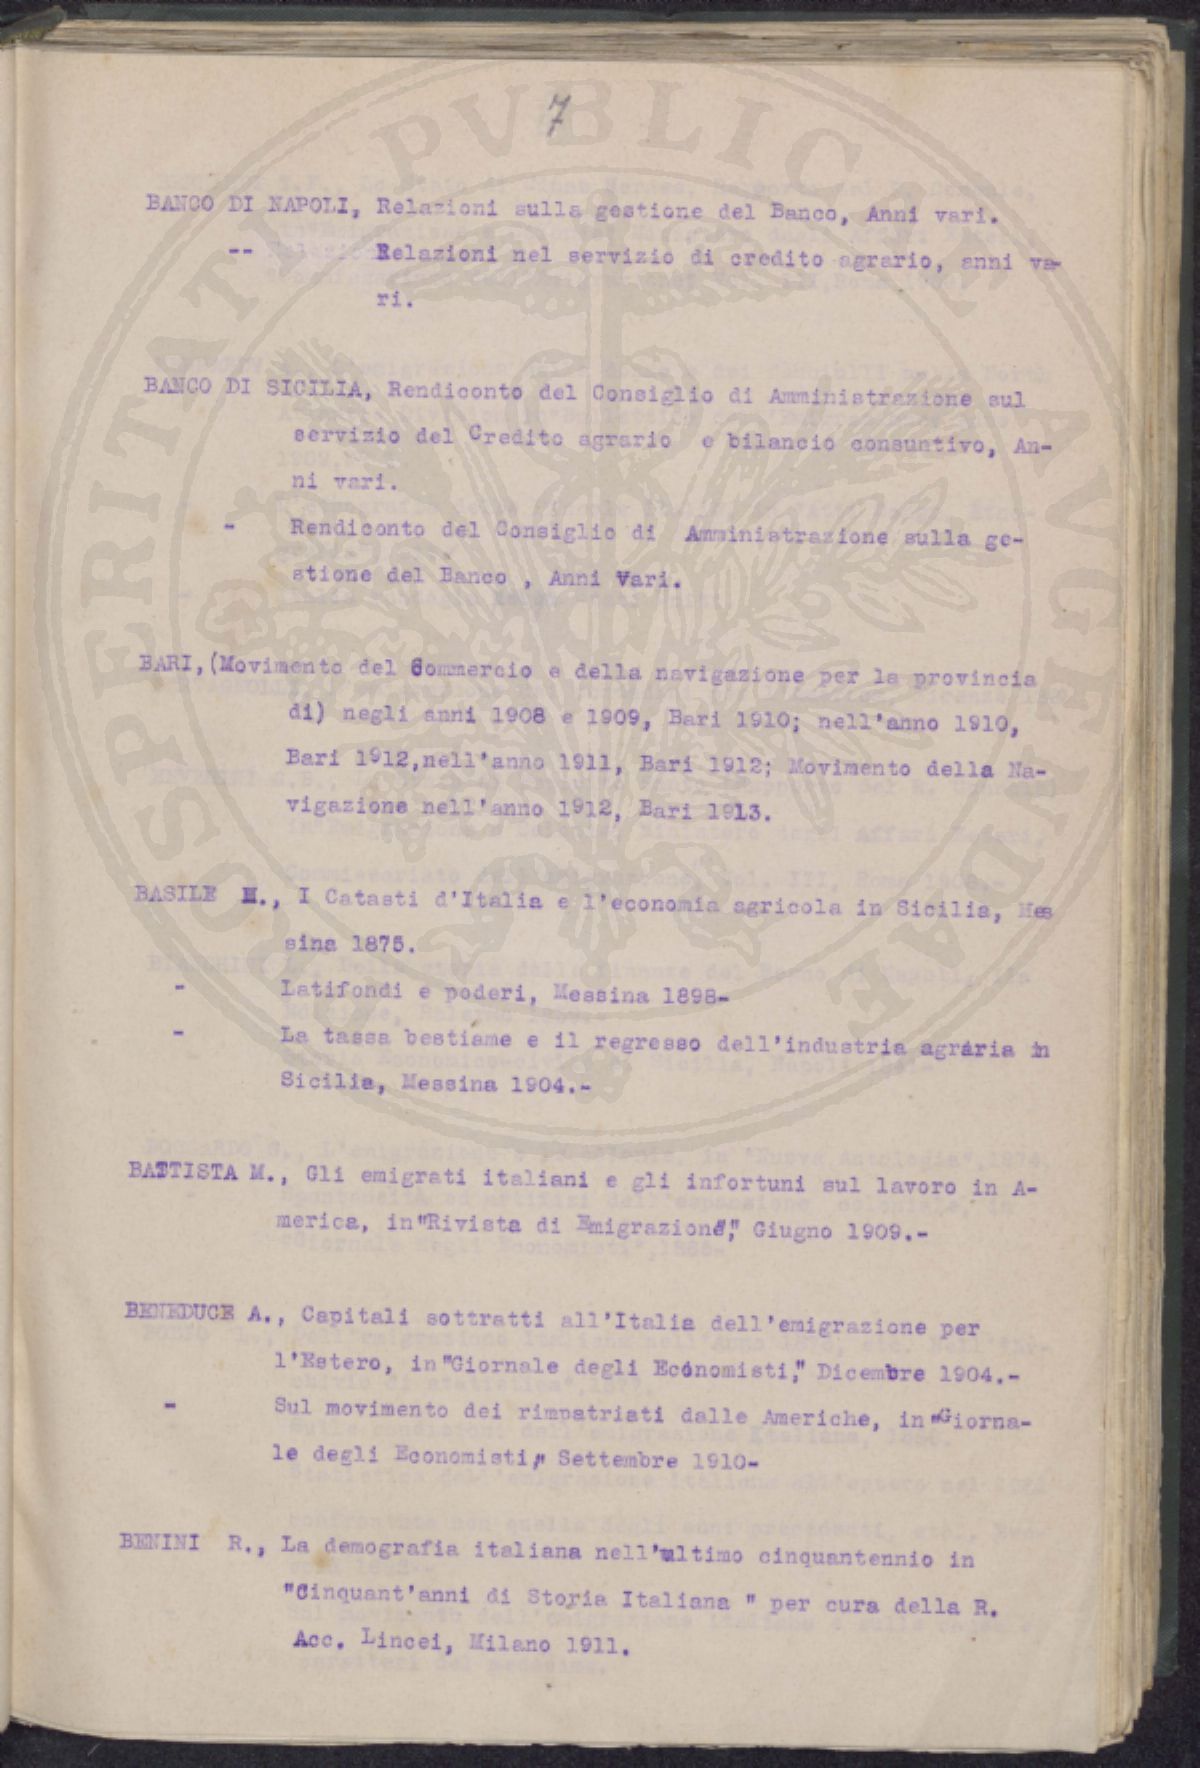 7
BANCO DI NAPOLI, Relazioni sulla gestione del Banco, Anni vari.
-- Relazioni nel servizio di credito agrario, anni va-
ri.
BANCO DI SICILIA, Rendiconto del Consiglio di Amministrazione sul
servizio del Credito agrario e bilancio consuntivo, An-
ni vari.
- Rendiconto del Consiglio di Amministrazione sulla ge-
stione del Banco , Anni Vari.
BARI,(Movimento del Commercio e della navigazione per la provincia
di) negli anni 1908 e 1909, Bari 1910; nell'anno 1910,
Bari 1912,nell'anno 1911, Bari 1912; Movimento della Na-
vigazione nell'anno 1912, Bari 1913.
BASILE M., I Catasti d'Italia e l'economia agricola in Sicilia, Mes
sina 1875.
- Latifondi e poderi, Messina 1898-
- La tassa bestiame e il regresso dell'industria agraria in
Sicilia, Messina 1904.-
BATTISTA M., Gli emigrati italiani e gli infortuni sul lavoro in A-
merica, in"Rivista di Emigrazione," Giugno 1909.-
BENEDUCE A., Capitali sottratti all'Italia dell'emigrazione per
l'Estero, in"Giornale degli Economisti," Dicembre 1904.-
- Sul movimento dei rimpatriati dalle Americhe, in "Giorna-
le degli Economisti," Settembre 1910-
BENINI R., La demografia italiana nell'ultimo cinquantennio in
"Cinquant'anni di Storia Italiana " per cura della R.
Acc. Lincei, Milano 1911.
PROSPERITATI PVBLICAE AVGENDAE